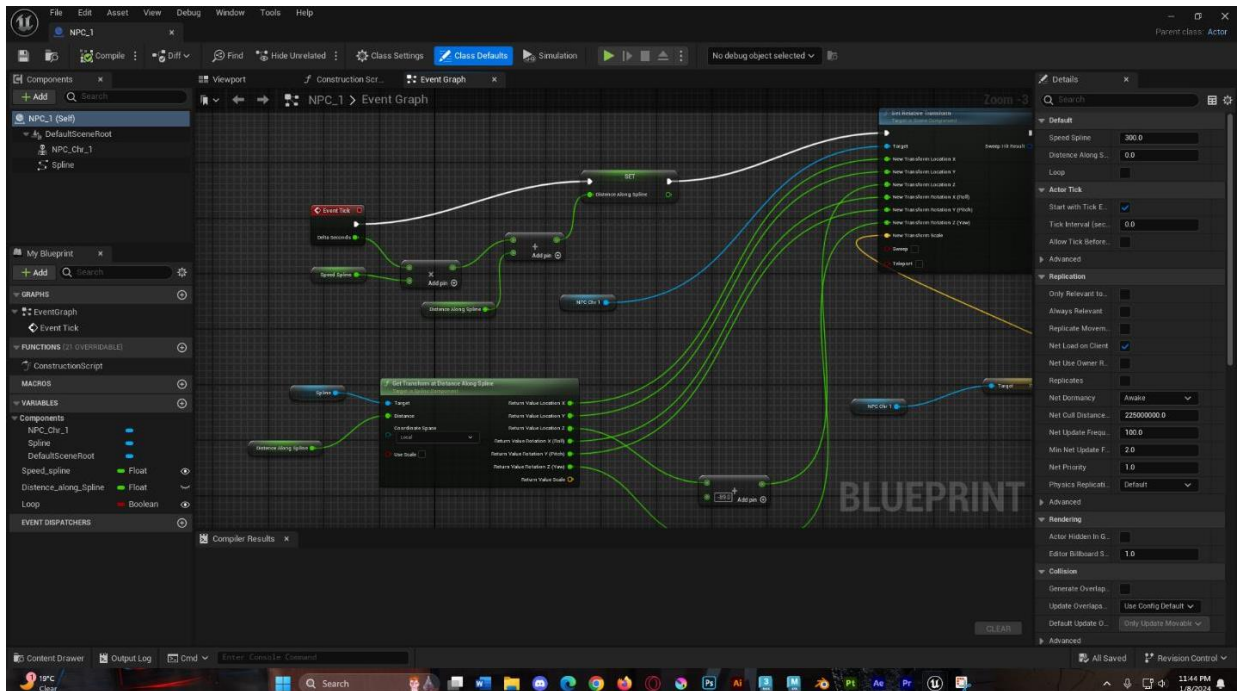 File Edit Asset View Debug Window Tools Help
NPC_1
Parent class: Actor
Compile Diff Find Hide Unrelated Class Settings Class Defaults Simulation No debug object selected
Components
+ Add Search
NPC_1 (Self)
DefaultSceneRoot
NPC_Chr_1
Spline
My Blueprint
+ Add Search
GRAPHS
EventGraph
Event Tick
FUNCTIONS (21 OVERRIDABLE)
ConstructionScript
MACROS
VARIABLES
Components
NPC_Chr_1
Spline
DefaultSceneRoot
Speed_spline Float
Distence_along_Spline Float
Loop Boolean
EVENT DISPATCHERS
Viewport Construction Scr... Event Graph
NPC_1 > Event Graph Zoom -3
Set Relative Transform
Target is Scene Component
Target Sweep Hit Result
New Transform Location X
New Transform Location Y
New Transform Location Z
New Transform Rotation X (Roll)
New Transform Rotation Y (Pitch)
New Transform Rotation Z (Yaw)
New Transform Scale
Sweep
Teleport
SET
Distence Along Spline
Event Tick
Delta Seconds
Speed Spline
Add pin
Add pin
Distence Along Spline
NPC Chr 1
Get Transform at Distance Along Spline
Target is Spline Component
Spline
Target Return Value Location X
Distance Return Value Location Y
Coordinate Space Return Value Location Z
Local Return Value Rotation X (Roll)
Use Scale Return Value Rotation Y (Pitch)
Return Value Rotation Z (Yaw)
Return Value Scale
Distence Along Spline
NPC Chr 1
Target
Add pin
BLUEPRINT
Compiler Results
CLEAR
Details
Search
Default
Speed Spline 300.0
Distence Along S... 0.0
Loop
Actor Tick
Start with Tick E...
Tick Interval (sec... 0.0
Allow Tick Before...
Advanced
Replication
Only Relevant to...
Always Relevant
Replicate Movem...
Net Load on Client
Net Use Owner R...
Replicates
Net Dormancy Awake
Net Cull Distance... 225000000.0
Net Update Frequ... 100.0
Min Net Update F... 2.0
Net Priority 1.0
Physics Replicati... Default
Advanced
Rendering
Actor Hidden In G...
Editor Billboard S... 1.0
Collision
Generate Overlap...
Update Overlaps... Use Config Default
Default Update O... Only Update Movable
Advanced
Content Drawer Output Log Cmd Enter Console Command All Saved Revision Control
19°C
Clear
Search
11:44 PM
1/8/2024